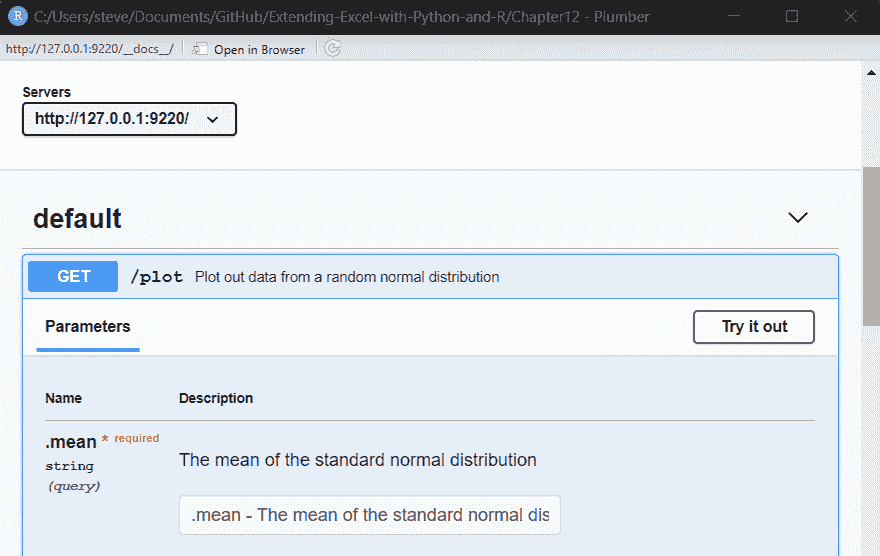 R C:/Users/steve/Documents/GitHub/Extending-Excel-with-Python-and-R/Chapter12 - Plumber
http://127.0.0.1:9220/__docs__/ Open in Browser
Servers
http://127.0.0.1:9220/
default
GET /plot Plot out data from a random normal distribution
Parameters Try it out
Name Description
.mean * required
string
(query)
The mean of the standard normal distribution
.mean - The mean of the standard normal dis